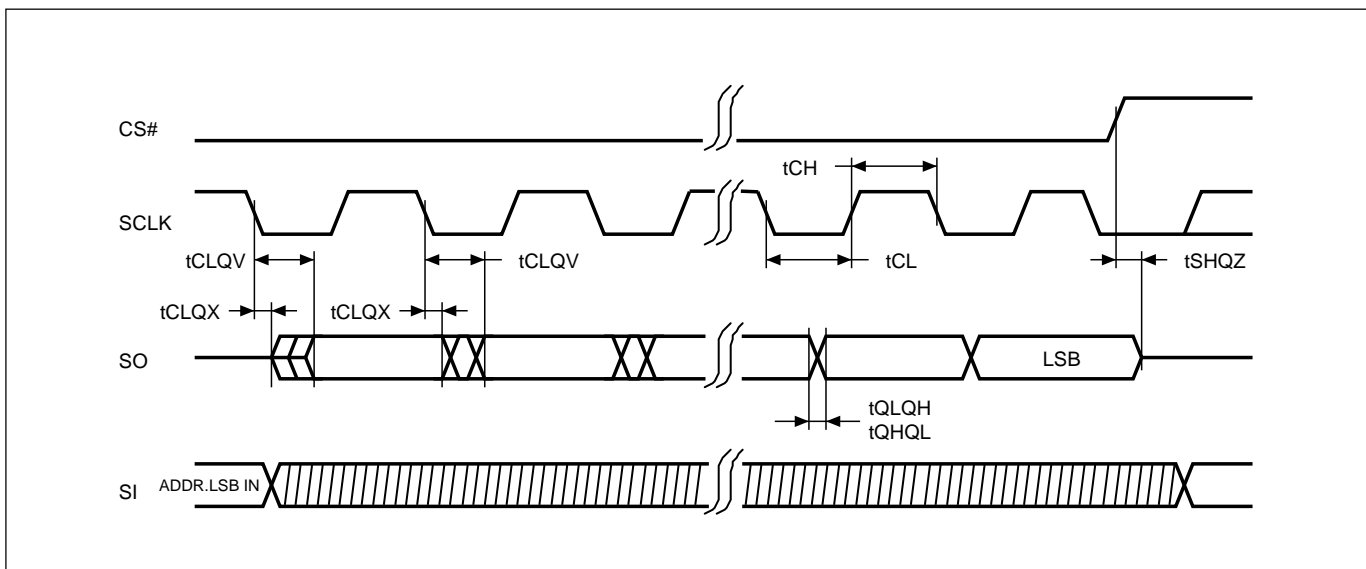 CS#
tCH
SCLK
tCLQV
tCLQV
tCL
tSHQZ
tCLQX
tCLQX
SO
LSB
tQLQH
tQHQL
SI
ADDR.LSB IN